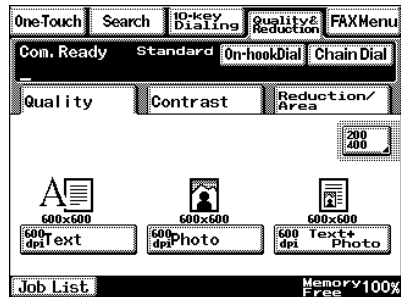 One-Touch Search 10-key Dialing Quality& Reduction FAX Menu
Com. Ready Standard On-hookDial Chain Dial
Quality Contrast Reduction/ Area
200
400
600x600 600x600 600x600
600 dpi Text 600 dpi Photo 600 dpi Text+ Photo
Job List Memory Free 100%